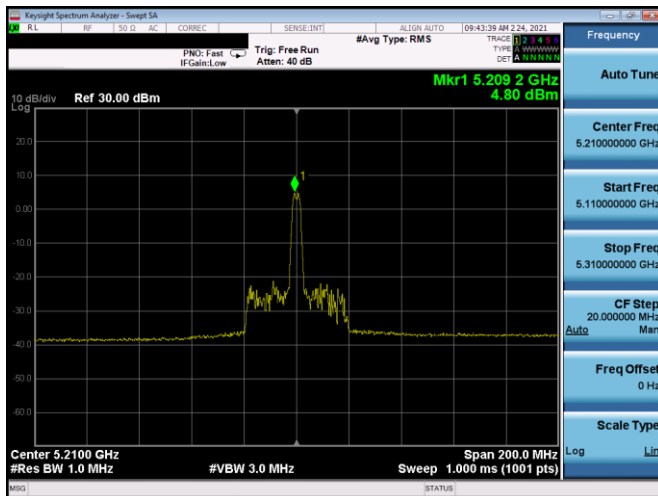 Keysight Spectrum Analyzer - Swept SA
RL RF 50 Ω AC CORREC SENSE:INT ALIGN AUTO 09:43:39 AM 2 24, 2021
#Avg Type: RMS TRACE 1 2 3 4 5 6
PNO: Fast Trig: Free Run TYPE A WWWWW
IFGain:Low Atten: 40 dB DET A N N N N N
Mkr1 5.209 2 GHz
10 dB/div Ref 30.00 dBm 4.80 dBm
Log
20.0
1
10.0
0.00
-10.0
-20.0
-30.0
-40.0
-50.0
-60.0
Center 5.2100 GHz Span 200.0 MHz
#Res BW 1.0 MHz #VBW 3.0 MHz Sweep 1.000 ms (1001 pts)
MSG STATUS
Frequency
Auto Tune
Center Freq
5.210000000 GHz
Start Freq
5.110000000 GHz
Stop Freq
5.310000000 GHz
CF Step
20.000000 MHz
Auto Man
Freq Offset
0 Hz
Scale Type
Log Lin